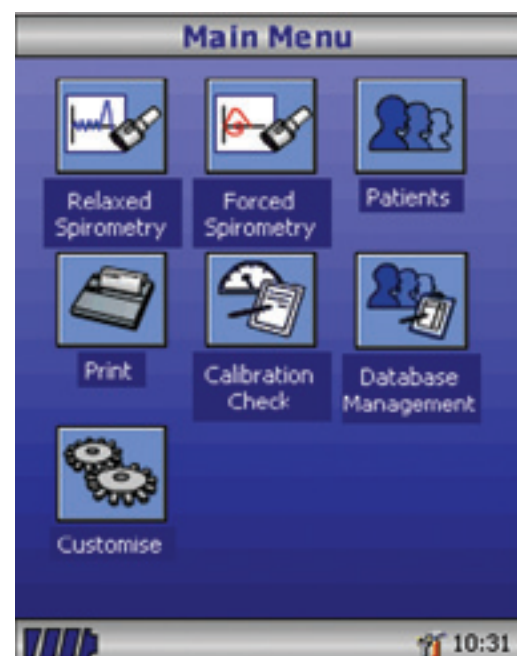 Main Menu
Relaxed
Spirometry
Forced
Spirometry
Patients
Print
Calibration
Check
Database
Management
Customise
10:31